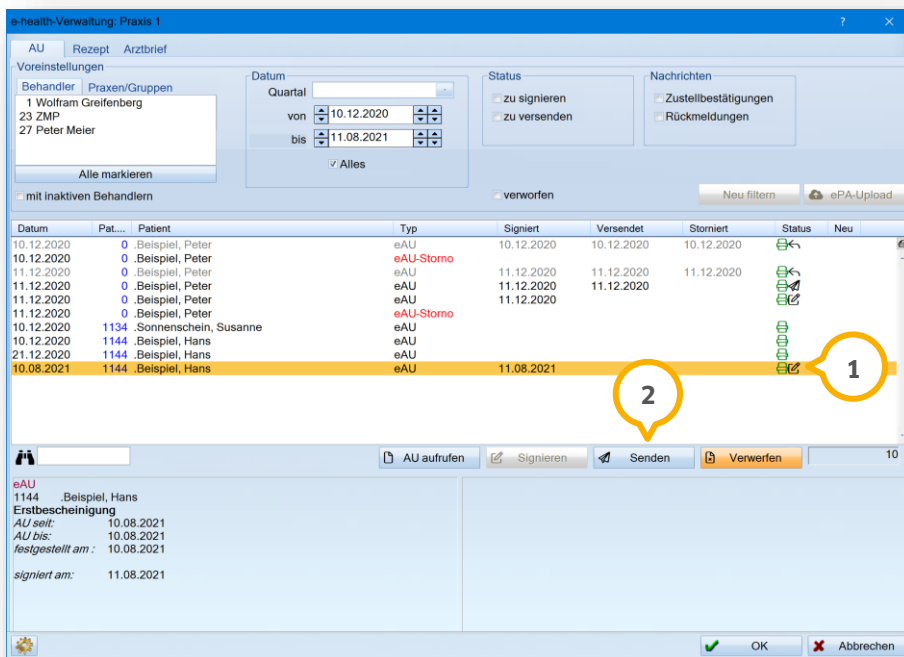 e-health-Verwaltung: Praxis 1 ?
AU Rezept Arztbrief
Voreinstellungen
Behandler Praxen/Gruppen
1 Wolfram Greifenberg
23 ZMP
27 Peter Meier
Alle markieren
mit inaktiven Behandlern
Datum
Quartal
von 10.12.2020
bis 11.08.2021
Alles
Status
zu signieren
zu versenden
verworfen
Nachrichten
Zustellbestätigungen
Rückmeldungen
Neu filtern ePA-Upload
Datum Pat.... Patient Typ Signiert Versendet Storniert Status Neu
10.12.2020 0 .Beispiel, Peter eAU 10.12.2020 10.12.2020 10.12.2020
10.12.2020 0 .Beispiel, Peter eAU-Storno
11.12.2020 0 .Beispiel, Peter eAU 11.12.2020 11.12.2020 11.12.2020
11.12.2020 0 .Beispiel, Peter eAU 11.12.2020 11.12.2020
11.12.2020 0 .Beispiel, Peter eAU 11.12.2020
11.12.2020 0 .Beispiel, Peter eAU-Storno
10.12.2020 1134 .Sonnenschein, Susanne eAU
10.12.2020 1144 .Beispiel, Hans eAU
21.12.2020 1144 .Beispiel, Hans eAU
10.08.2021 1144 .Beispiel, Hans eAU 11.08.2021
1
2
AU aufrufen Signieren Senden Verwerfen 10
eAU
1144 .Beispiel, Hans
Erstbescheinigung
AU seit: 10.08.2021
AU bis: 10.08.2021
festgestellt am : 10.08.2021
signiert am: 11.08.2021
OK Abbrechen